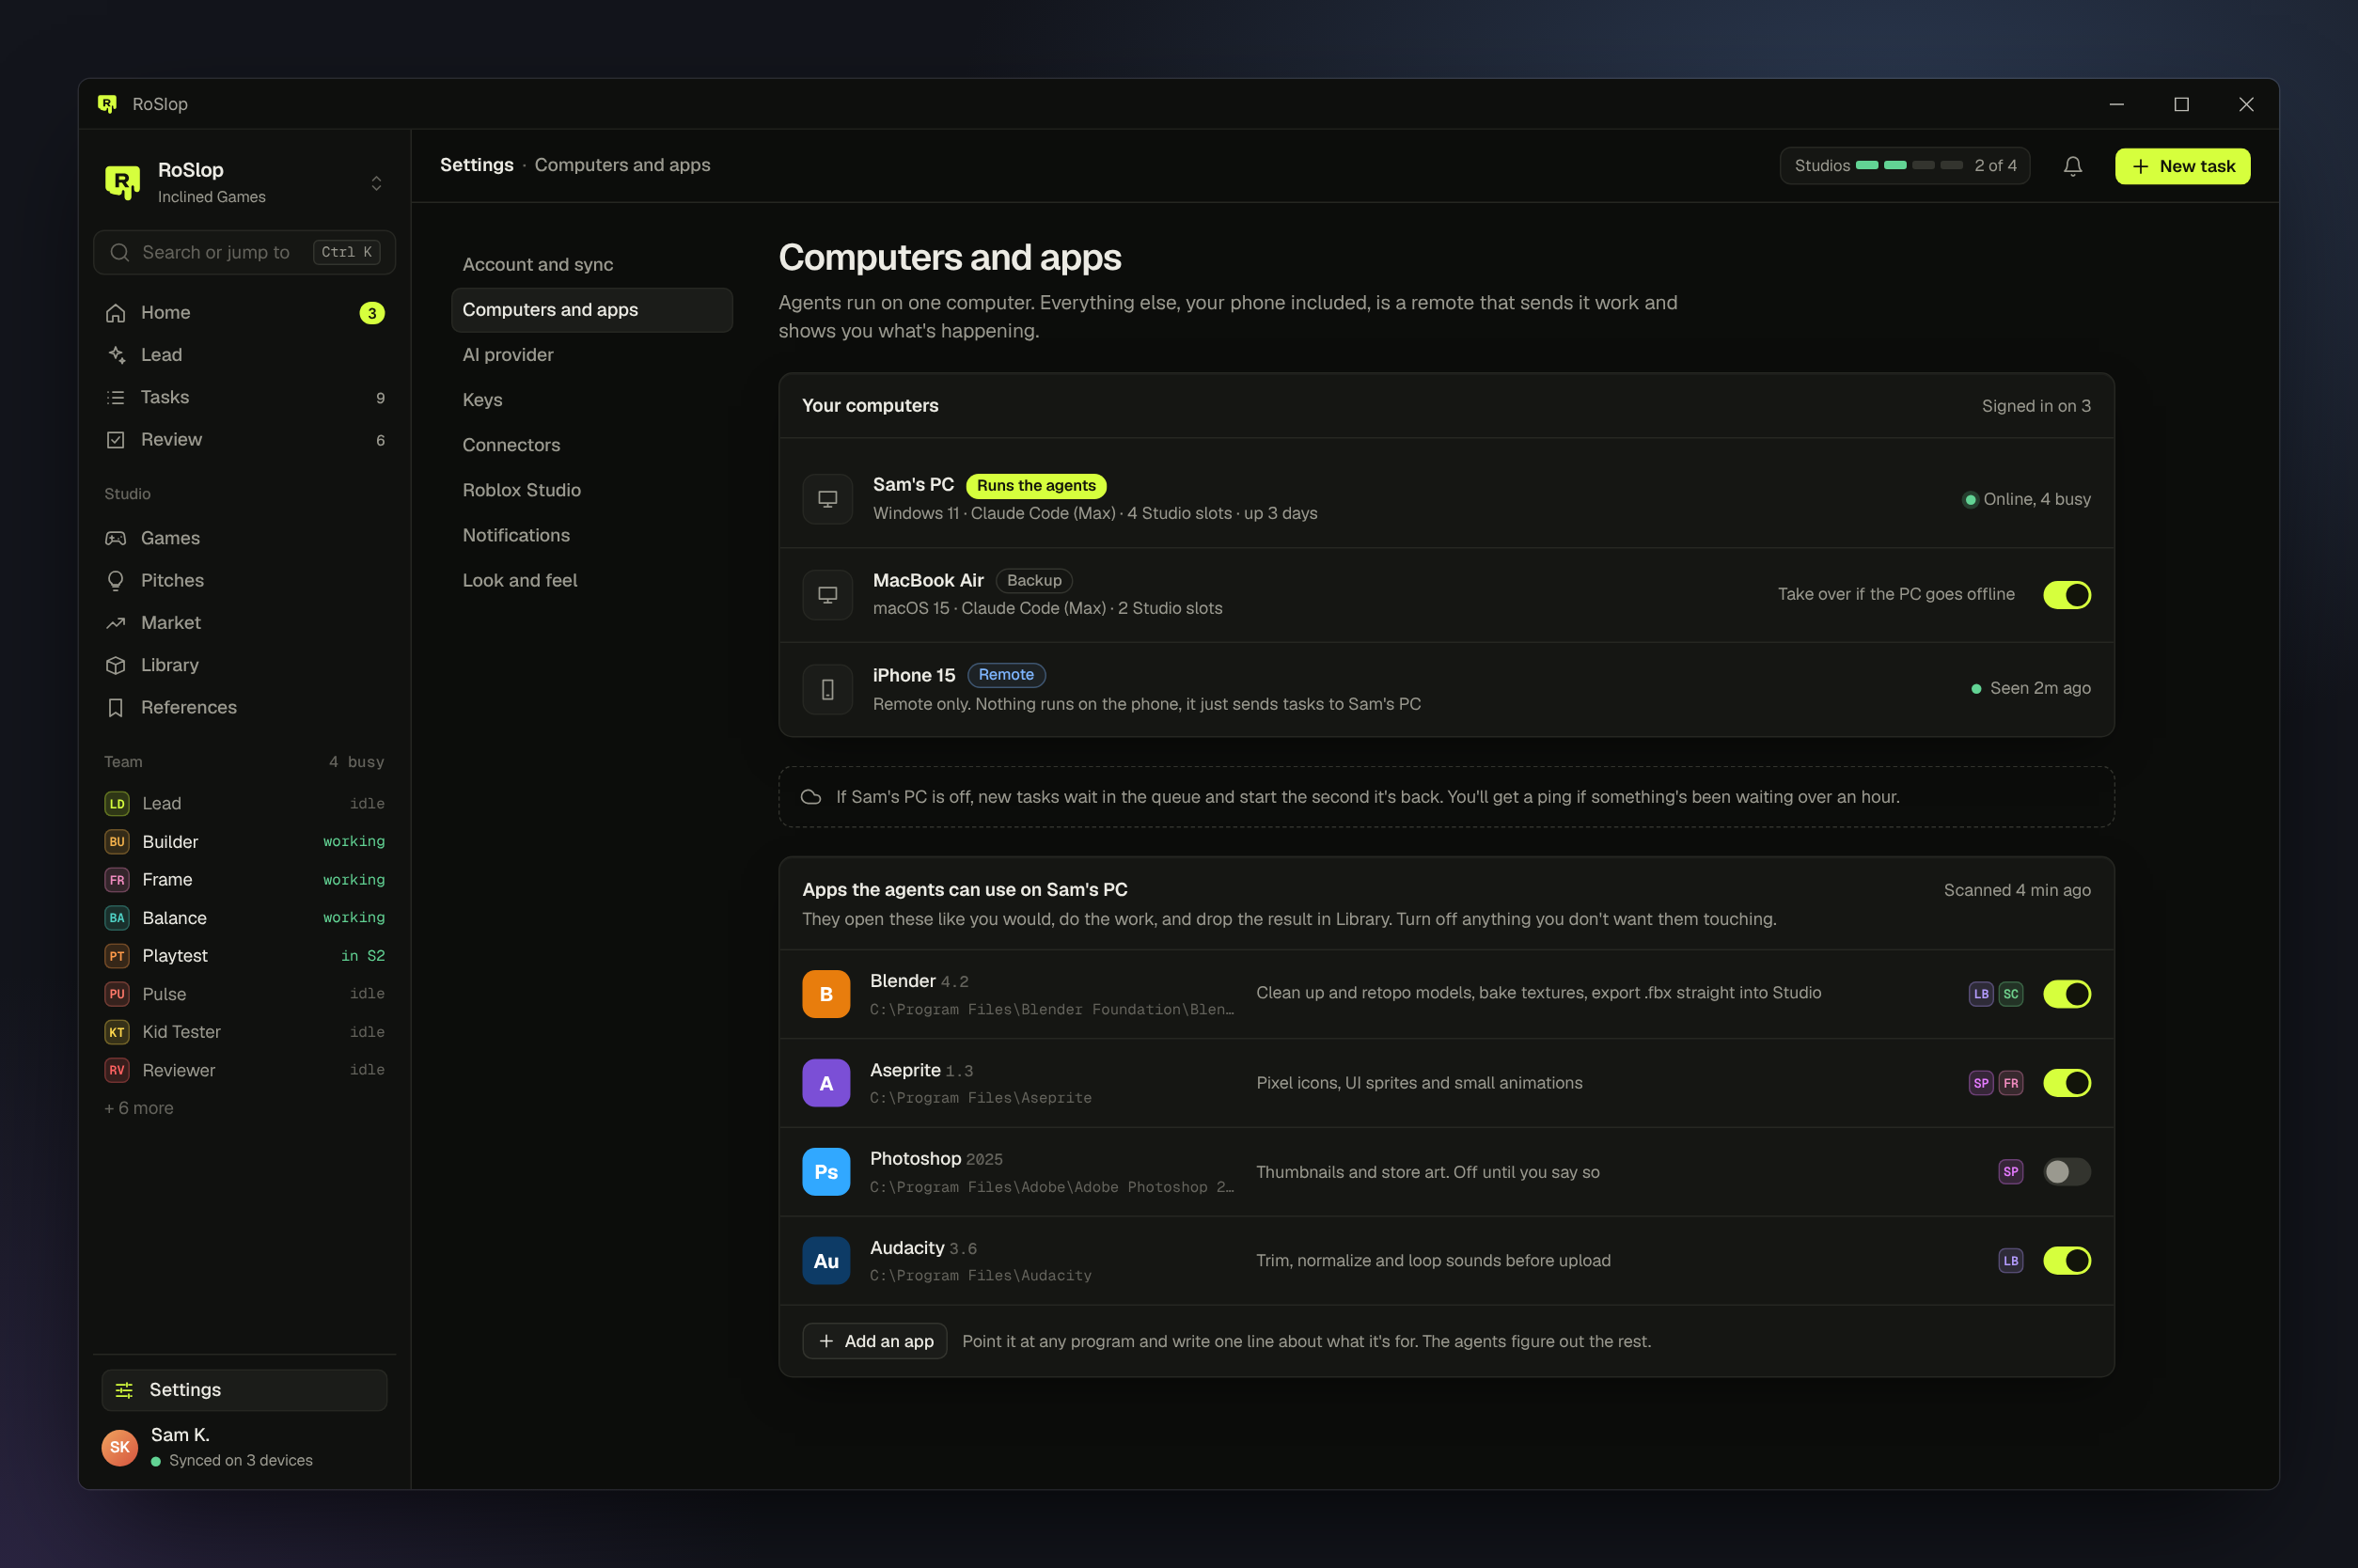 R RoSlop
R RoSlop
Inclined Games
Search or jump to Ctrl K
Home 3
Lead
Tasks 9
Review 6
Studio
Games
Pitches
Market
Library
References
Team 4 busy
LD Lead idle
BU Builder working
FR Frame working
BA Balance working
PT Playtest in S2
PU Pulse idle
KT Kid Tester idle
RV Reviewer idle
+ 6 more
Settings
SK Sam K.
Synced on 3 devices
Settings · Computers and apps
Studios 2 of 4
New task
Account and sync
Computers and apps
AI provider
Keys
Connectors
Roblox Studio
Notifications
Look and feel
Computers and apps
Agents run on one computer. Everything else, your phone included, is a remote that sends it work and
shows you what's happening.
Your computers Signed in on 3
Sam's PC Runs the agents
Windows 11 · Claude Code (Max) · 4 Studio slots · up 3 days
Online, 4 busy
MacBook Air Backup
macOS 15 · Claude Code (Max) · 2 Studio slots
Take over if the PC goes offline
iPhone 15 Remote
Remote only. Nothing runs on the phone, it just sends tasks to Sam's PC
Seen 2m ago
If Sam's PC is off, new tasks wait in the queue and start the second it's back. You'll get a ping if something's been waiting over an hour.
Apps the agents can use on Sam's PC Scanned 4 min ago
They open these like you would, do the work, and drop the result in Library. Turn off anything you don't want them touching.
B Blender 4.2
C:\Program Files\Blender Foundation\Blen…
Clean up and retopo models, bake textures, export .fbx straight into Studio
LB SC
A Aseprite 1.3
C:\Program Files\Aseprite
Pixel icons, UI sprites and small animations
SP FR
Ps Photoshop 2025
C:\Program Files\Adobe\Adobe Photoshop 2…
Thumbnails and store art. Off until you say so
SP
Au Audacity 3.6
C:\Program Files\Audacity
Trim, normalize and loop sounds before upload
LB
Add an app Point it at any program and write one line about what it's for. The agents figure out the rest.